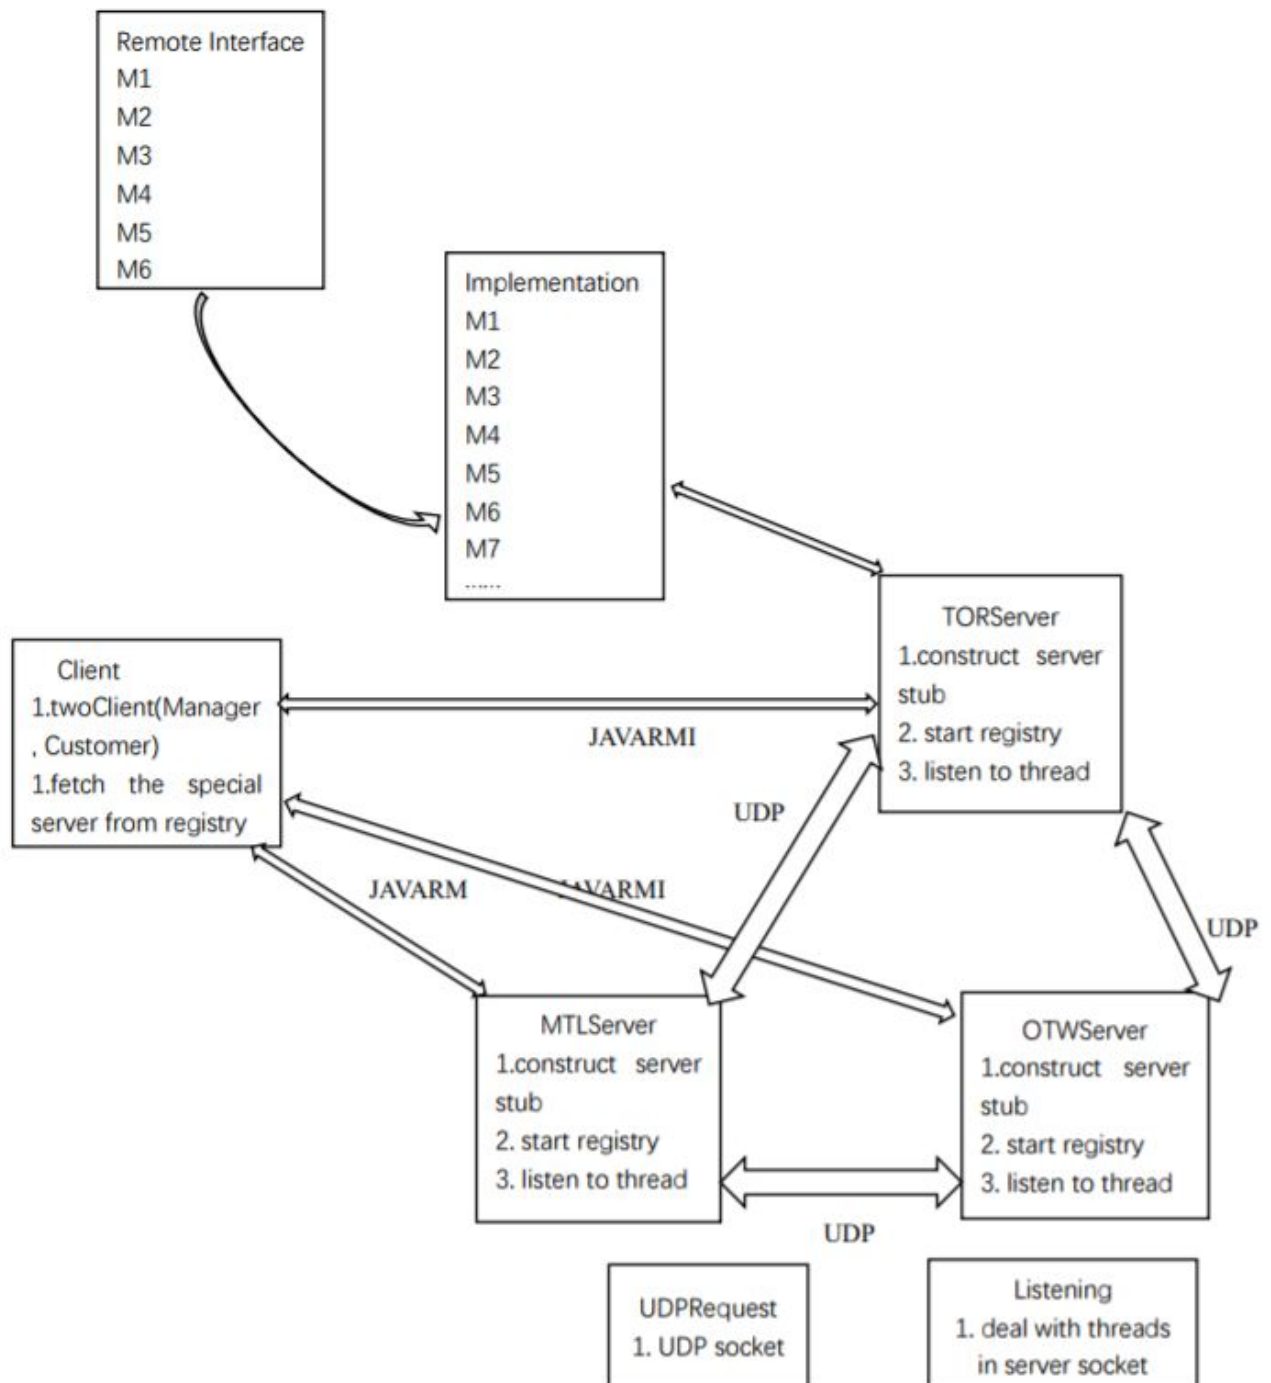 Remote Interface
M1
M2
M3
M4
M5
M6
Implementation
M1
M2
M3
M4
M5
M6
M7
......
TORServer
1.construct server
stub
2. start registry
3. listen to thread
Client
1.twoClient(Manager
, Customer)
1.fetch the special
server from registry
JAVARMI
UDP
JAVARM
JAVARMI
UDP
MTLServer
1.construct server
stub
2. start registry
3. listen to thread
OTWServer
1.construct server
stub
2. start registry
3. listen to thread
UDP
UDPRequest
1. UDP socket
Listening
1. deal with threads
in server socket